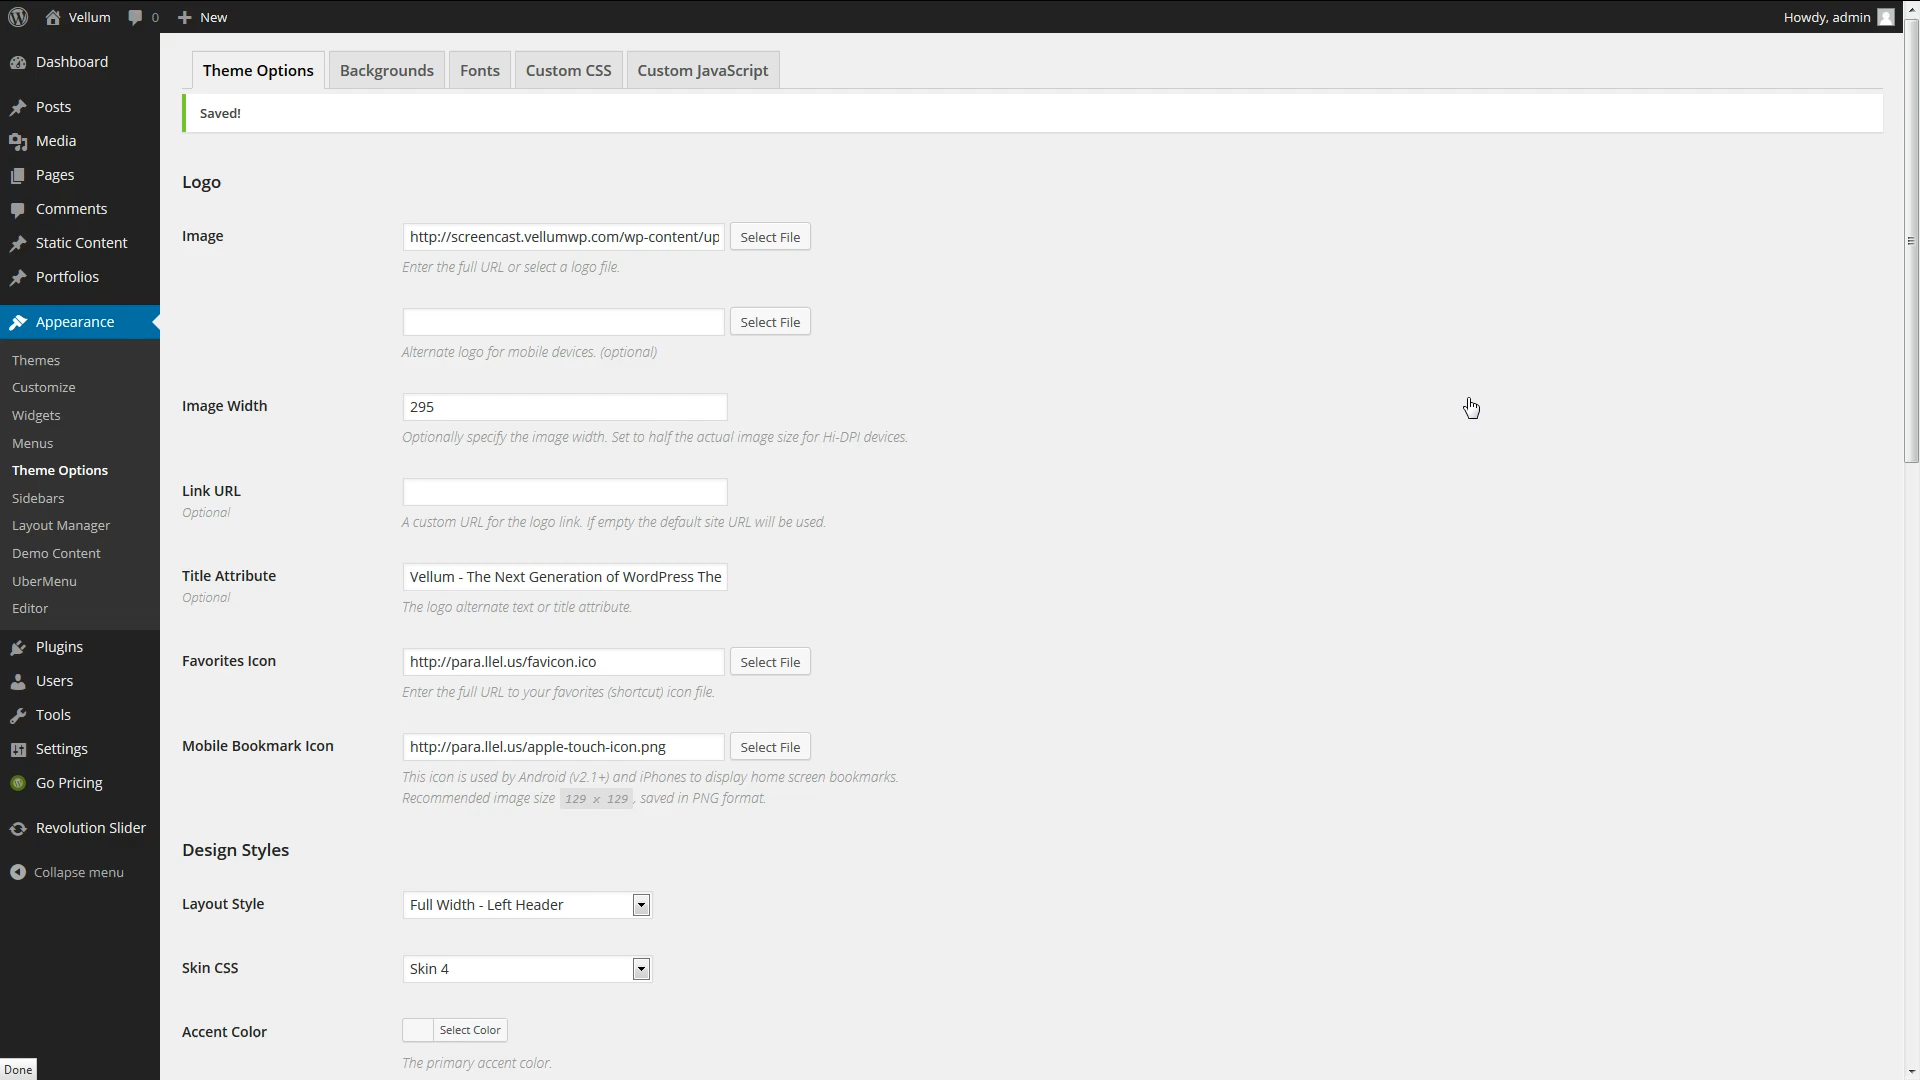 Vellum
0
New
Howdy, admin
Dashboard
Posts
Media
Pages
Comments
Static Content
Portfolios
Appearance
Themes
Customize
Widgets
Menus
Theme Options
Sidebars
Layout Manager
Demo Content
UberMenu
Editor
Plugins
Users
Tools
Settings
Go Pricing
Revolution Slider
Collapse menu
Done
Theme Options
Backgrounds
Fonts
Custom CSS
Custom JavaScript
Saved!
Logo
Image
http://screencast.vellumwp.com/wp-content/up
Select File
Enter the full URL or select a logo file.
Select File
Alternate logo for mobile devices. (optional)
Image Width
295
Optionally specify the image width. Set to half the actual image size for Hi-DPI devices.
Link URL
Optional
A custom URL for the logo link. If empty the default site URL will be used.
Title Attribute
Optional
Vellum - The Next Generation of WordPress The
The logo alternate text or title attribute.
Favorites Icon
http://para.llel.us/favicon.ico
Select File
Enter the full URL to your favorites (shortcut) icon file.
Mobile Bookmark Icon
http://para.llel.us/apple-touch-icon.png
Select File
This icon is used by Android (v2.1+) and iPhones to display home screen bookmarks.
Recommended image size 129 x 129, saved in PNG format.
Design Styles
Layout Style
Full Width - Left Header
Skin CSS
Skin 4
Accent Color
Select Color
The primary accent color.